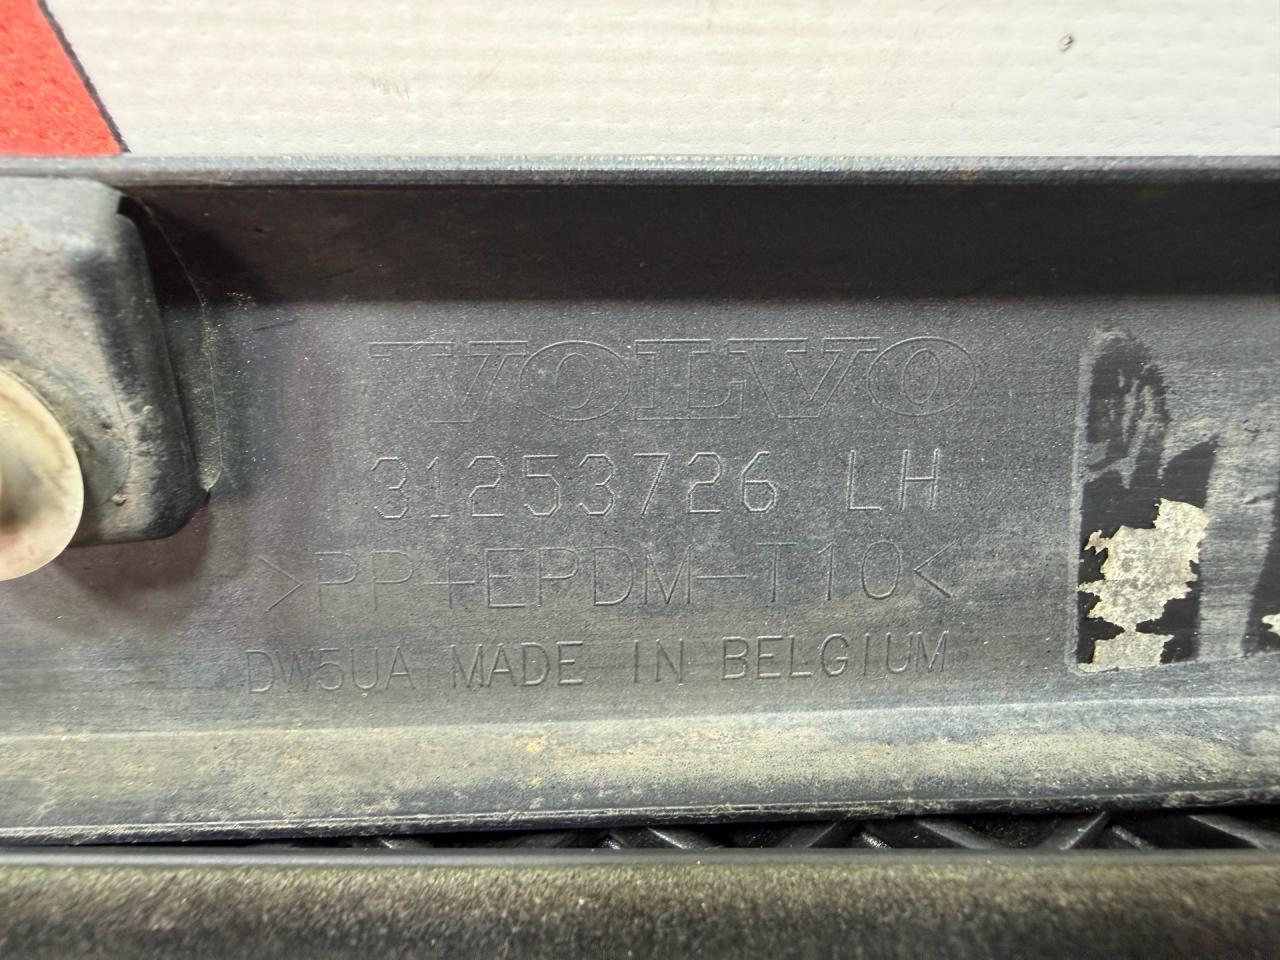 VOLVO
31253726 LH
>PP+EPDM-T10<
DW5UA MADE IN BELGIUM